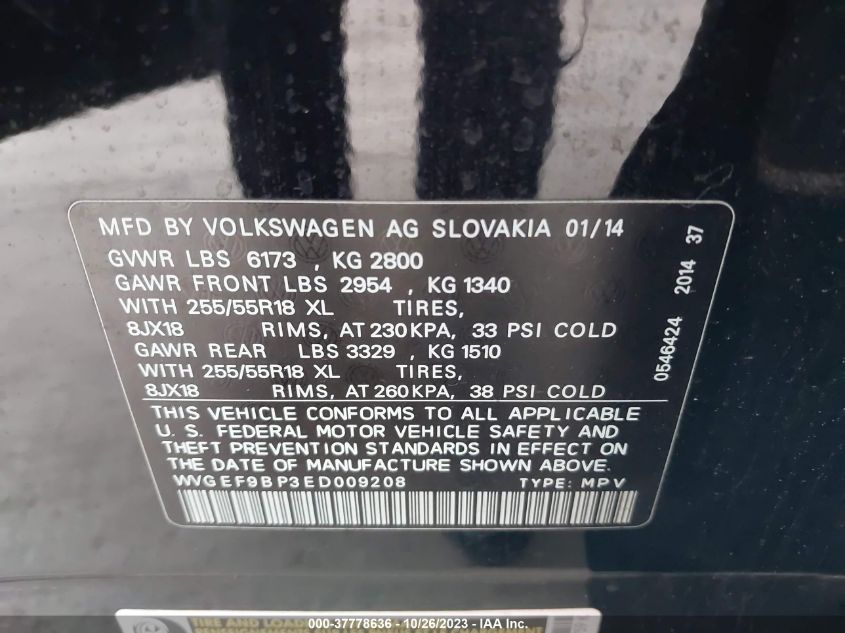 MFD BY VOLKSWAGEN AG SLOVAKIA 01/14
GVWR LBS 6173 , KG 2800
GAWR FRONT LBS 2954 , KG 1340
WITH 255/55R18 XL TIRES,
8JX18 RIMS, AT 230KPA, 33 PSI COLD
GAWR REAR LBS 3329 , KG 1510
WITH 255/55R18 XL TIRES,
8JX18 RIMS, AT 260KPA, 38 PSI COLD
THIS VEHICLE CONFORMS TO ALL APPLICABLE
U. S. FEDERAL MOTOR VEHICLE SAFETY AND
THEFT PREVENTION STANDARDS IN EFFECT ON
THE DATE OF MANUFACTURE SHOWN ABOVE.
WVGEF9BP3ED009208 TYPE: MPV
0546424 2014 37
TIRE AND LOADING
000-37778636 - 10/26/2023 - IAA Inc.